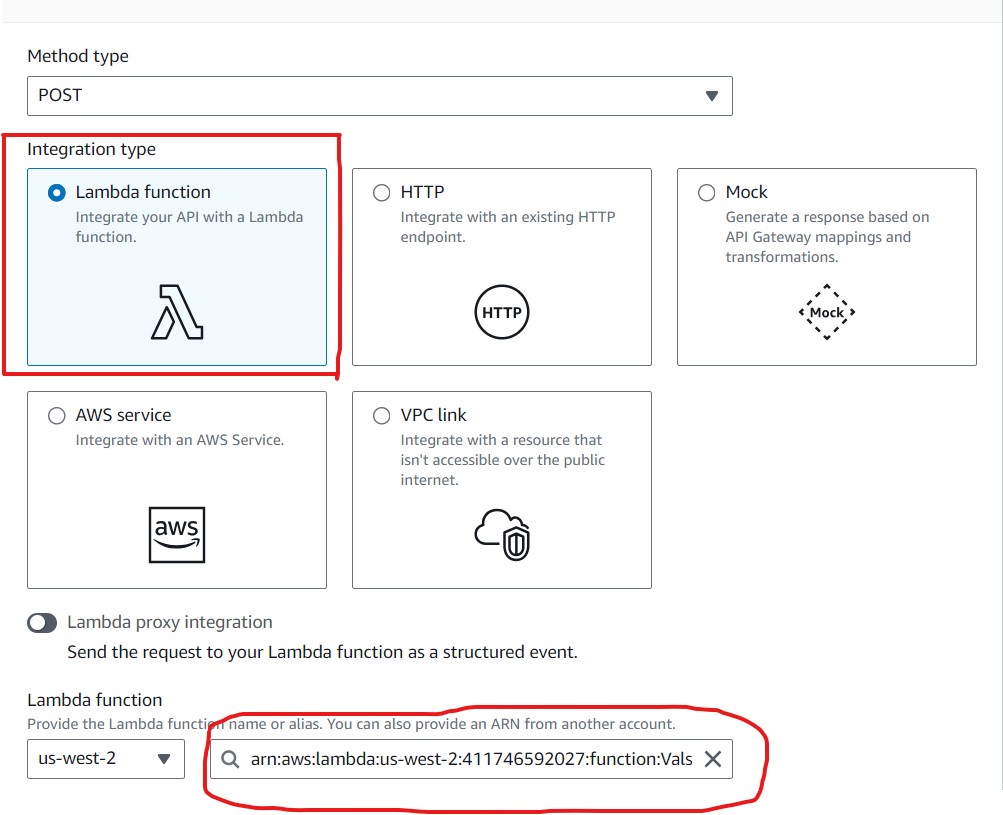 Method type
POST
Integration type
Lambda function
Integrate your API with a Lambda
function.
HTTP
Integrate with an existing HTTP
endpoint.
HTTP
Mock
Generate a response based on
API Gateway mappings and
transformations.
Mock
AWS service
Integrate with an AWS Service.
aws
VPC link
Integrate with a resource that
isn't accessible over the public
internet.
Lambda proxy integration
Send the request to your Lambda function as a structured event.
Lambda function
Provide the Lambda function name or alias. You can also provide an ARN from another account.
us-west-2
arn:aws:lambda:us-west-2:411746592027:function:Vals